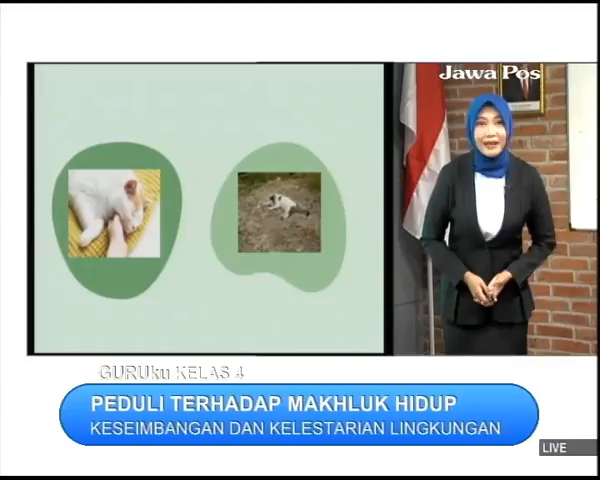 Jawa Pos
GURUku KELAS 4
PEDULI TERHADAP MAKHLUK HIDUP
KESEIMBANGAN DAN KELESTARIAN LINGKUNGAN
LIVE